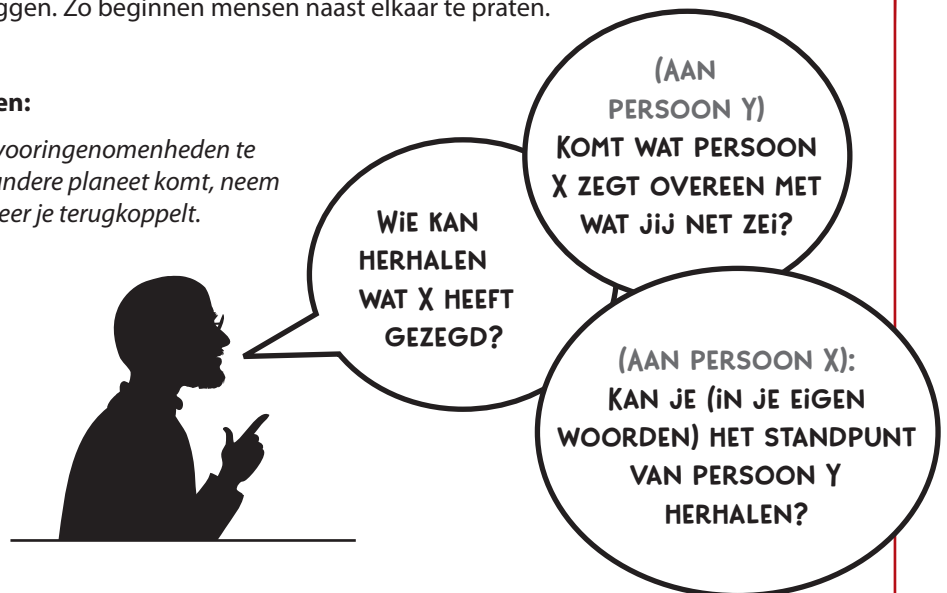 ggen. Zo beginnen mensen naast elkaar te praten.
en:
vooringenomenheden te
andere planeet komt, neem
eer je terugkoppelt.
WiE KAN
HERHALEN
WAT X HEEFT
GEZEGD?
(AAN
PERSOON Y)
KOMT WAT PERSOON
X ZEGT OVEREEN MET
WAT JiJ NET ZEi?
(AAN PERSOON X):
KAN JE (iN JE EiGEN
WOORDEN) HET STANDPUNT
VAN PERSOON Y
HERHALEN?